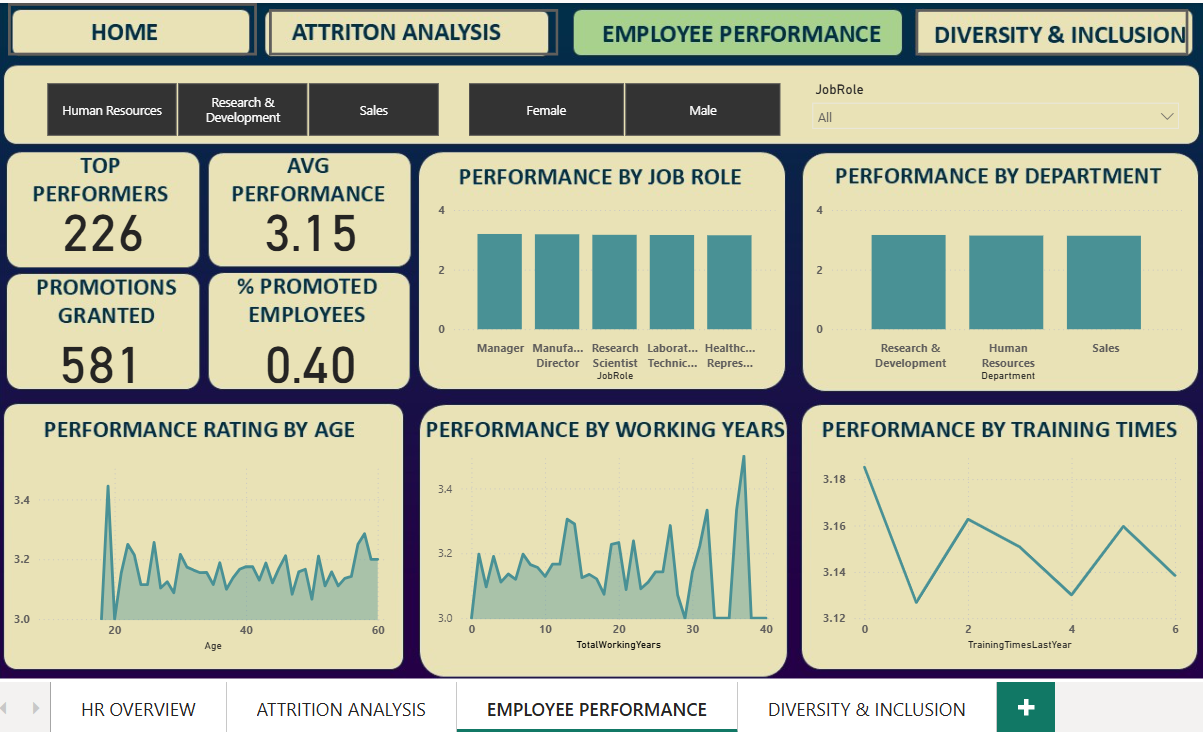 HOME
ATTRITON ANALYSIS
EMPLOYEE PERFORMANCE
DIVERSITY & INCLUSION
Human Resources
Research &
Development
Sales
Female
Male
JobRole
All
TOP
PERFORMERS
226
AVG
PERFORMANCE
3.15
PROMOTIONS
GRANTED
581
% PROMOTED
EMPLOYEES
0.40
PERFORMANCE BY JOB ROLE
4
2
0
Manager Manufa... Research Laborat... Healthc...
Director Scientist Technic... Repres...
JobRole
PERFORMANCE BY DEPARTMENT
4
2
0
Research & Human Sales
Development Resources
Department
PERFORMANCE RATING BY AGE
3.4
3.2
3.0
20 40 60
Age
PERFORMANCE BY WORKING YEARS
3.4
3.2
3.0
0 10 20 30 40
TotalWorkingYears
PERFORMANCE BY TRAINING TIMES
3.18
3.16
3.14
3.12
0 2 4 6
TrainingTimesLastYear
HR OVERVIEW
ATTRITION ANALYSIS
EMPLOYEE PERFORMANCE
DIVERSITY & INCLUSION
+